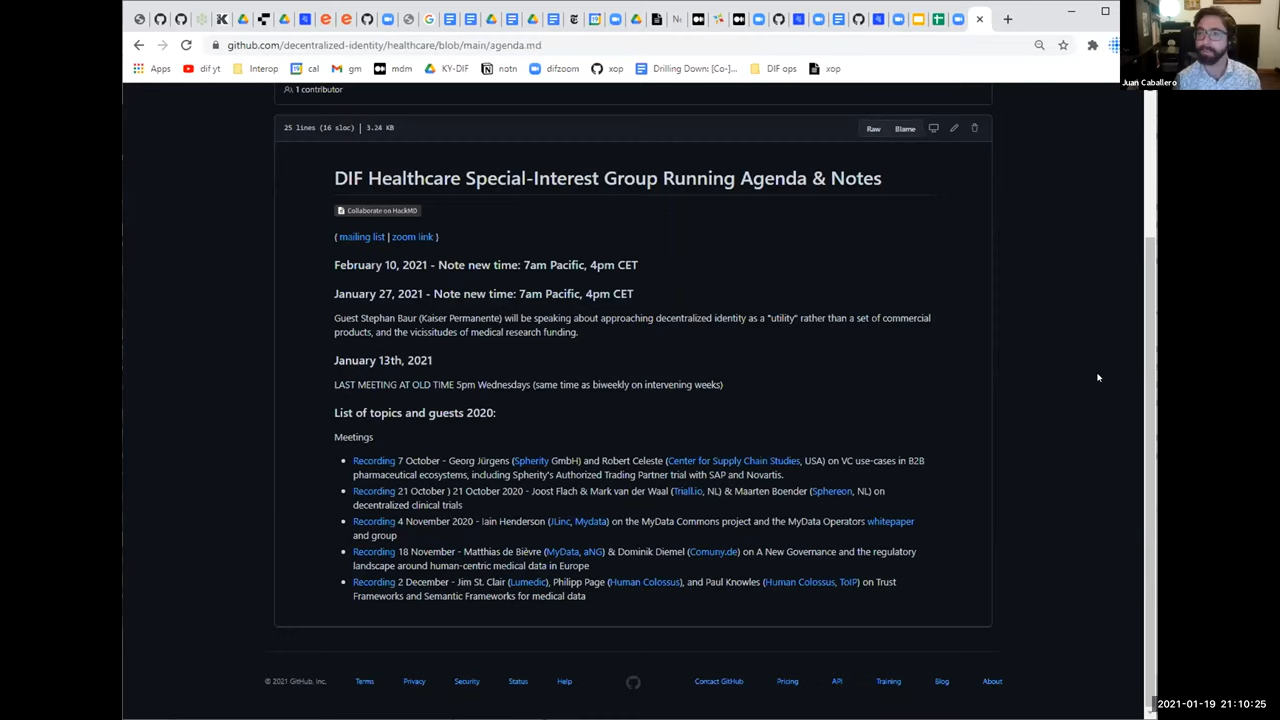 github.com/decentralized-identity/healthcare/blob/main/agenda.md
Apps
dif yt
Interop
cal
gm
mdm
KY-DIF
notn
difzoom
xop
Drilling Down: [Co-]...
DIF ops
xop
Juan Caballero
1 contributor
25 lines (16 sloc) | 3.24 KB
Raw
Blame
DIF Healthcare Special-Interest Group Running Agenda & Notes
Collaborate on HackMD
{ mailing list | zoom link }
February 10, 2021 - Note new time: 7am Pacific, 4pm CET
January 27, 2021 - Note new time: 7am Pacific, 4pm CET
Guest Stephan Baur (Kaiser Permanente) will be speaking about approaching decentralized identity as a "utility" rather than a set of commercial
products, and the vicissitudes of medical research funding.
January 13th, 2021
LAST MEETING AT OLD TIME 5pm Wednesdays (same time as biweekly on intervening weeks)
List of topics and guests 2020:
Meetings
Recording 7 October - Georg Jürgens (Spherity GmbH) and Robert Celeste (Center for Supply Chain Studies, USA) on VC use-cases in B2B
pharmaceutical ecosystems, including Spherity's Authorized Trading Partner trial with SAP and Novartis.
Recording 21 October ) 21 October 2020 - Joost Flach & Mark van der Waal (Triall.io, NL) & Maarten Boender (Sphereon, NL) on
decentralized clinical trials
Recording 4 November 2020 - Iain Henderson (JLinc, Mydata) on the MyData Commons project and the MyData Operators whitepaper
and group
Recording 18 November - Matthias de Bièvre (MyData, aNG) & Dominik Diemel (Comuny.de) on A New Governance and the regulatory
landscape around human-centric medical data in Europe
Recording 2 December - Jim St. Clair (Lumedic), Philipp Page (Human Colossus), and Paul Knowles (Human Colossus, ToIP) on Trust
Frameworks and Semantic Frameworks for medical data
© 2021 GitHub, Inc.
Terms
Privacy
Security
Status
Help
Contact GitHub
Pricing
API
Training
Blog
About
2021-01-19 21:10:25